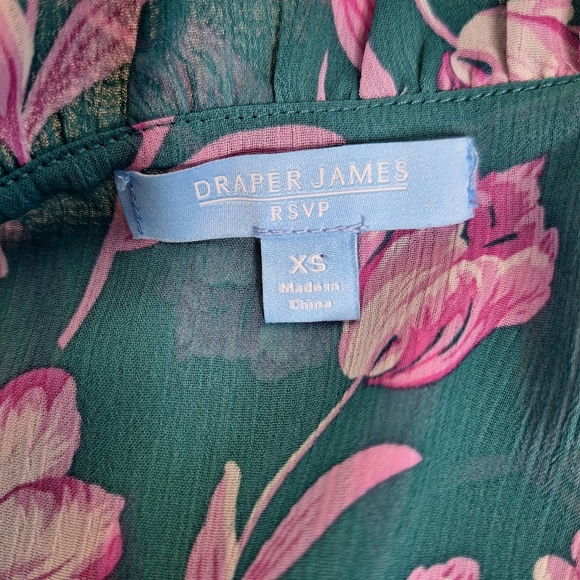 DRAPER JAMES
RSVP
XS
Made in
China